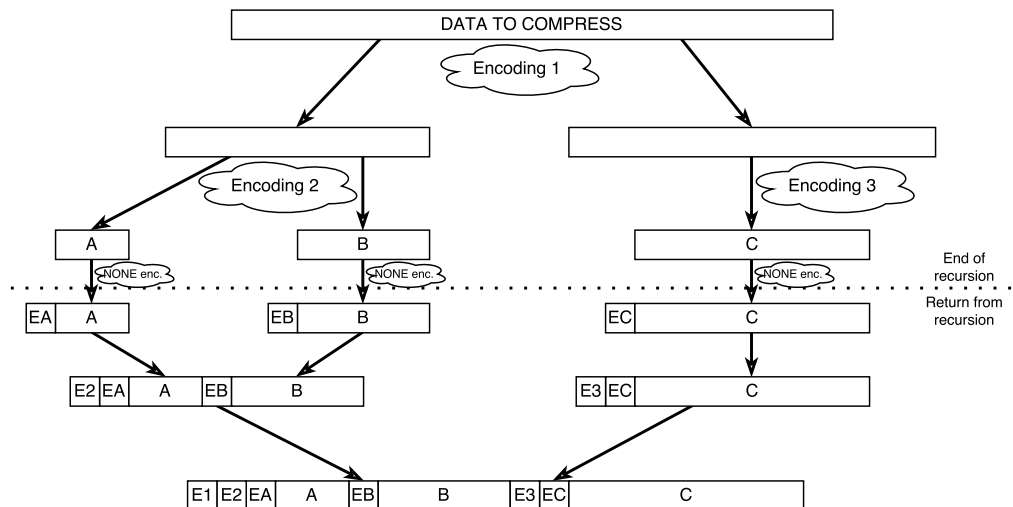 DATA TO COMPRESS
Encoding 1
Encoding 2
Encoding 3
A
B
C
NONE enc.
NONE enc.
NONE enc.
End of
recursion
Return from
recursion
EA A
EB B
EC C
E2 EA A EB B
E3 EC C
E1 E2 EA A EB B E3 EC C